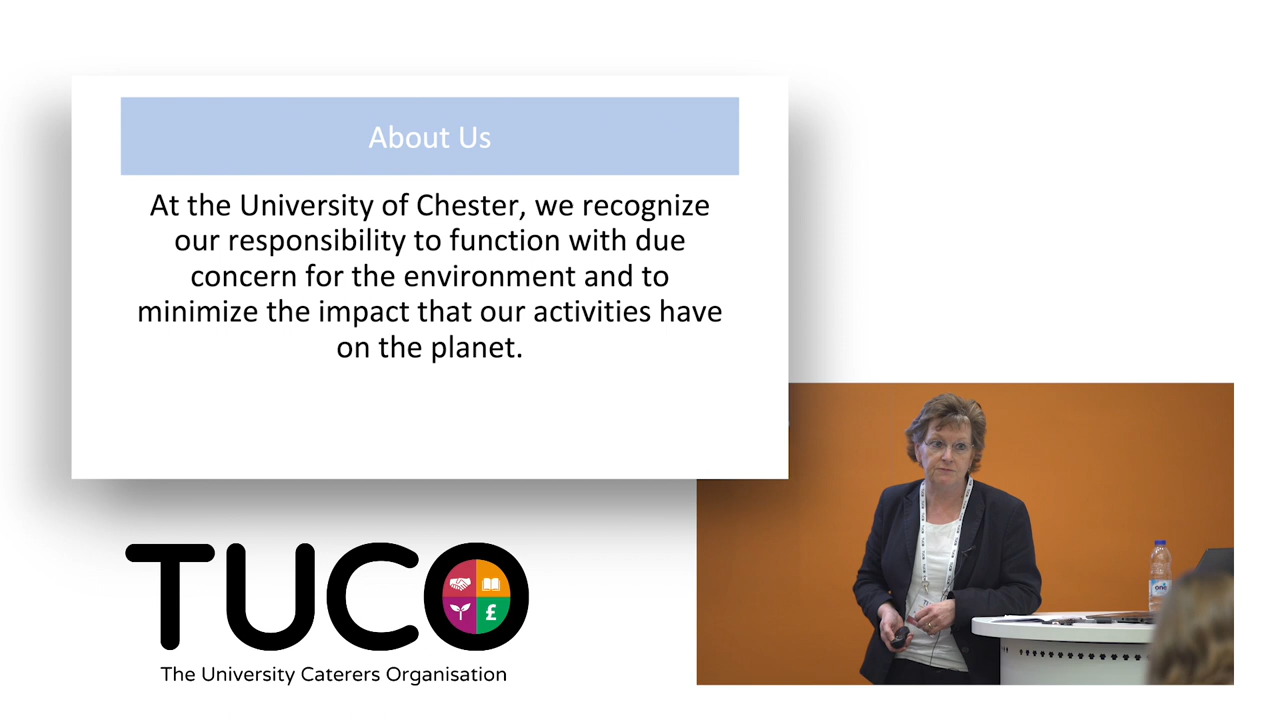 About Us
At the University of Chester, we recognize
our responsibility to function with due
concern for the environment and to
minimize the impact that our activities have
on the planet.
TUCO
£
The University Caterers Organisation
one